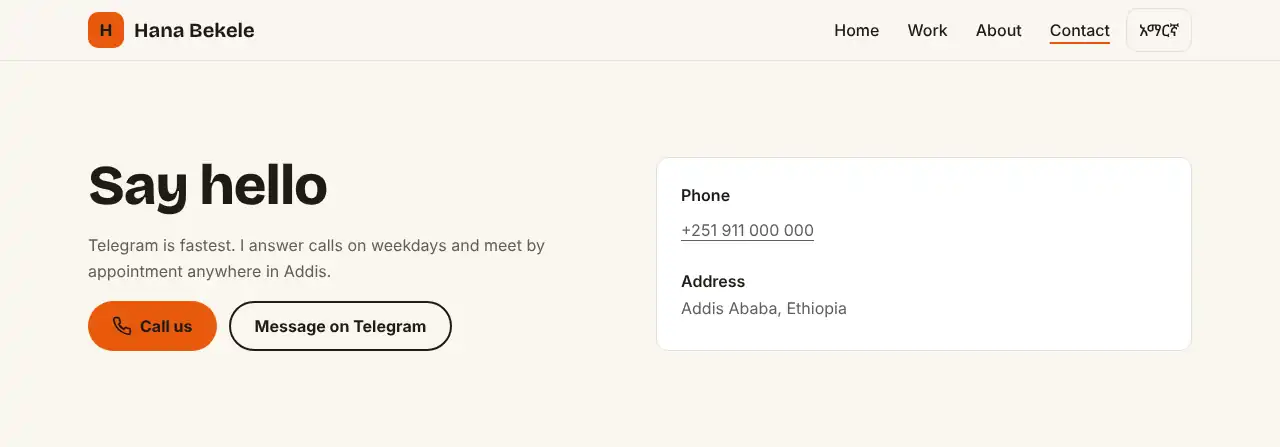 H
Hana Bekele
Home
Work
About
Contact
አማርኛ
Say hello
Telegram is fastest. I answer calls on weekdays and meet by
appointment anywhere in Addis.
Call us
Message on Telegram
Phone
+251 911 000 000
Address
Addis Ababa, Ethiopia